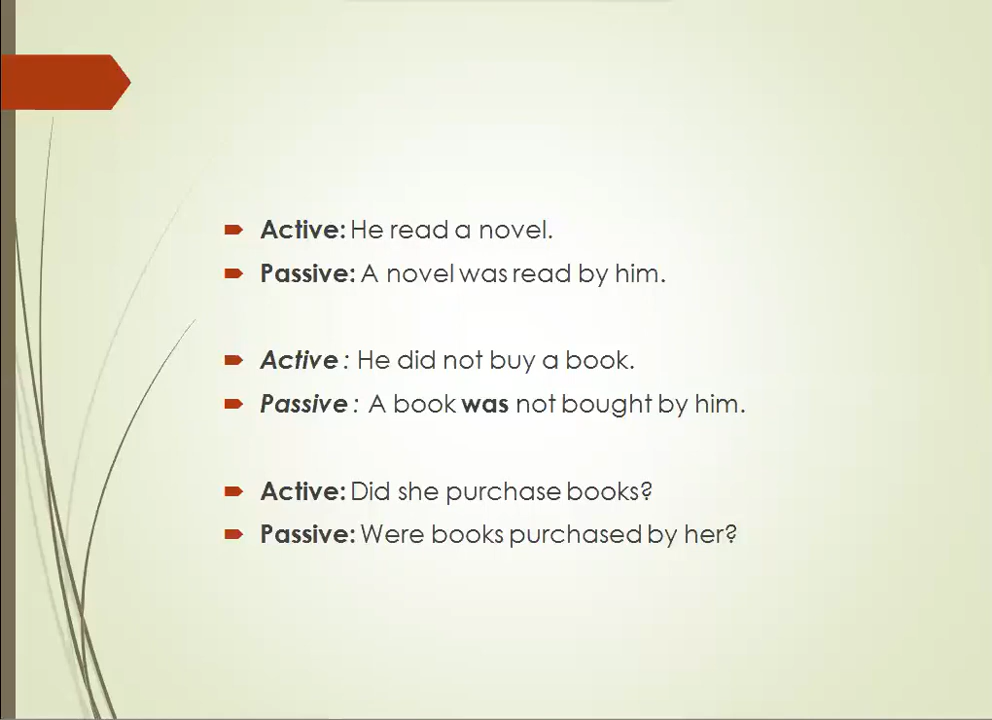 Active: He read a novel.
Passive: A novel was read by him.
Active : He did not buy a book.
Passive : A book was not bought by him.
Active: Did she purchase books?
Passive: Were books purchased by her?